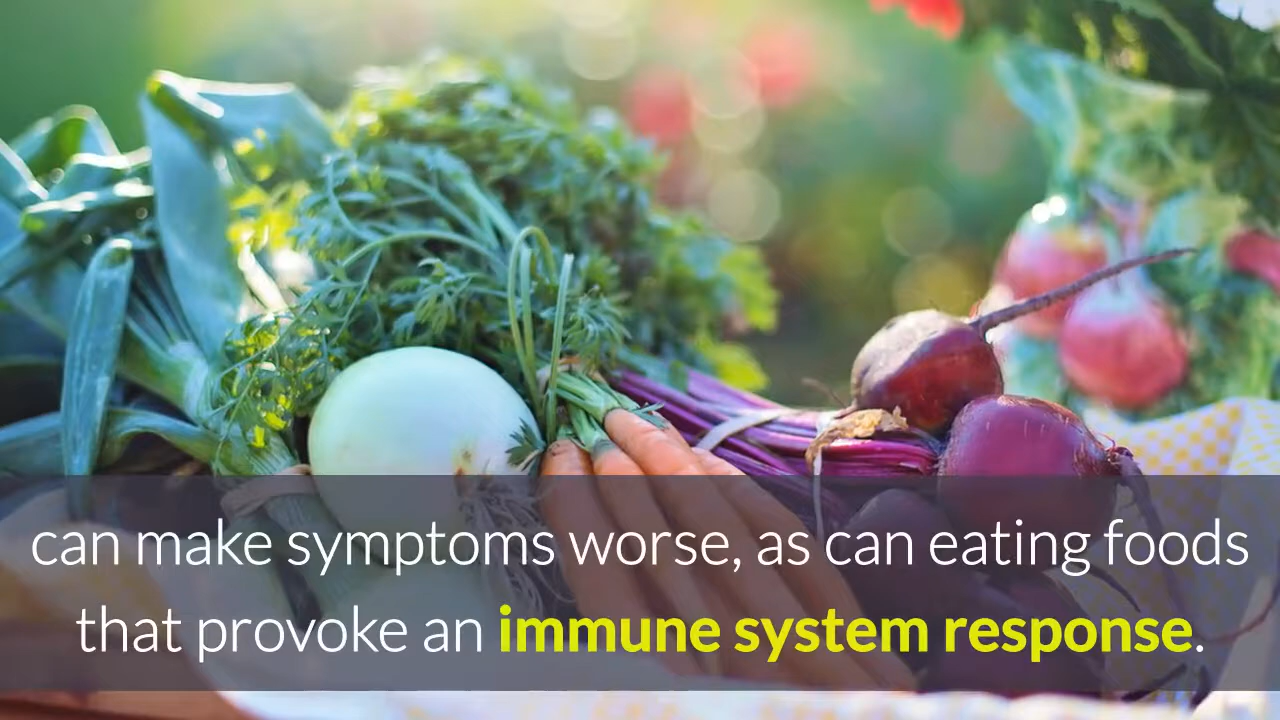 can make symptoms worse, as can eating foods
that provoke an immune system response.